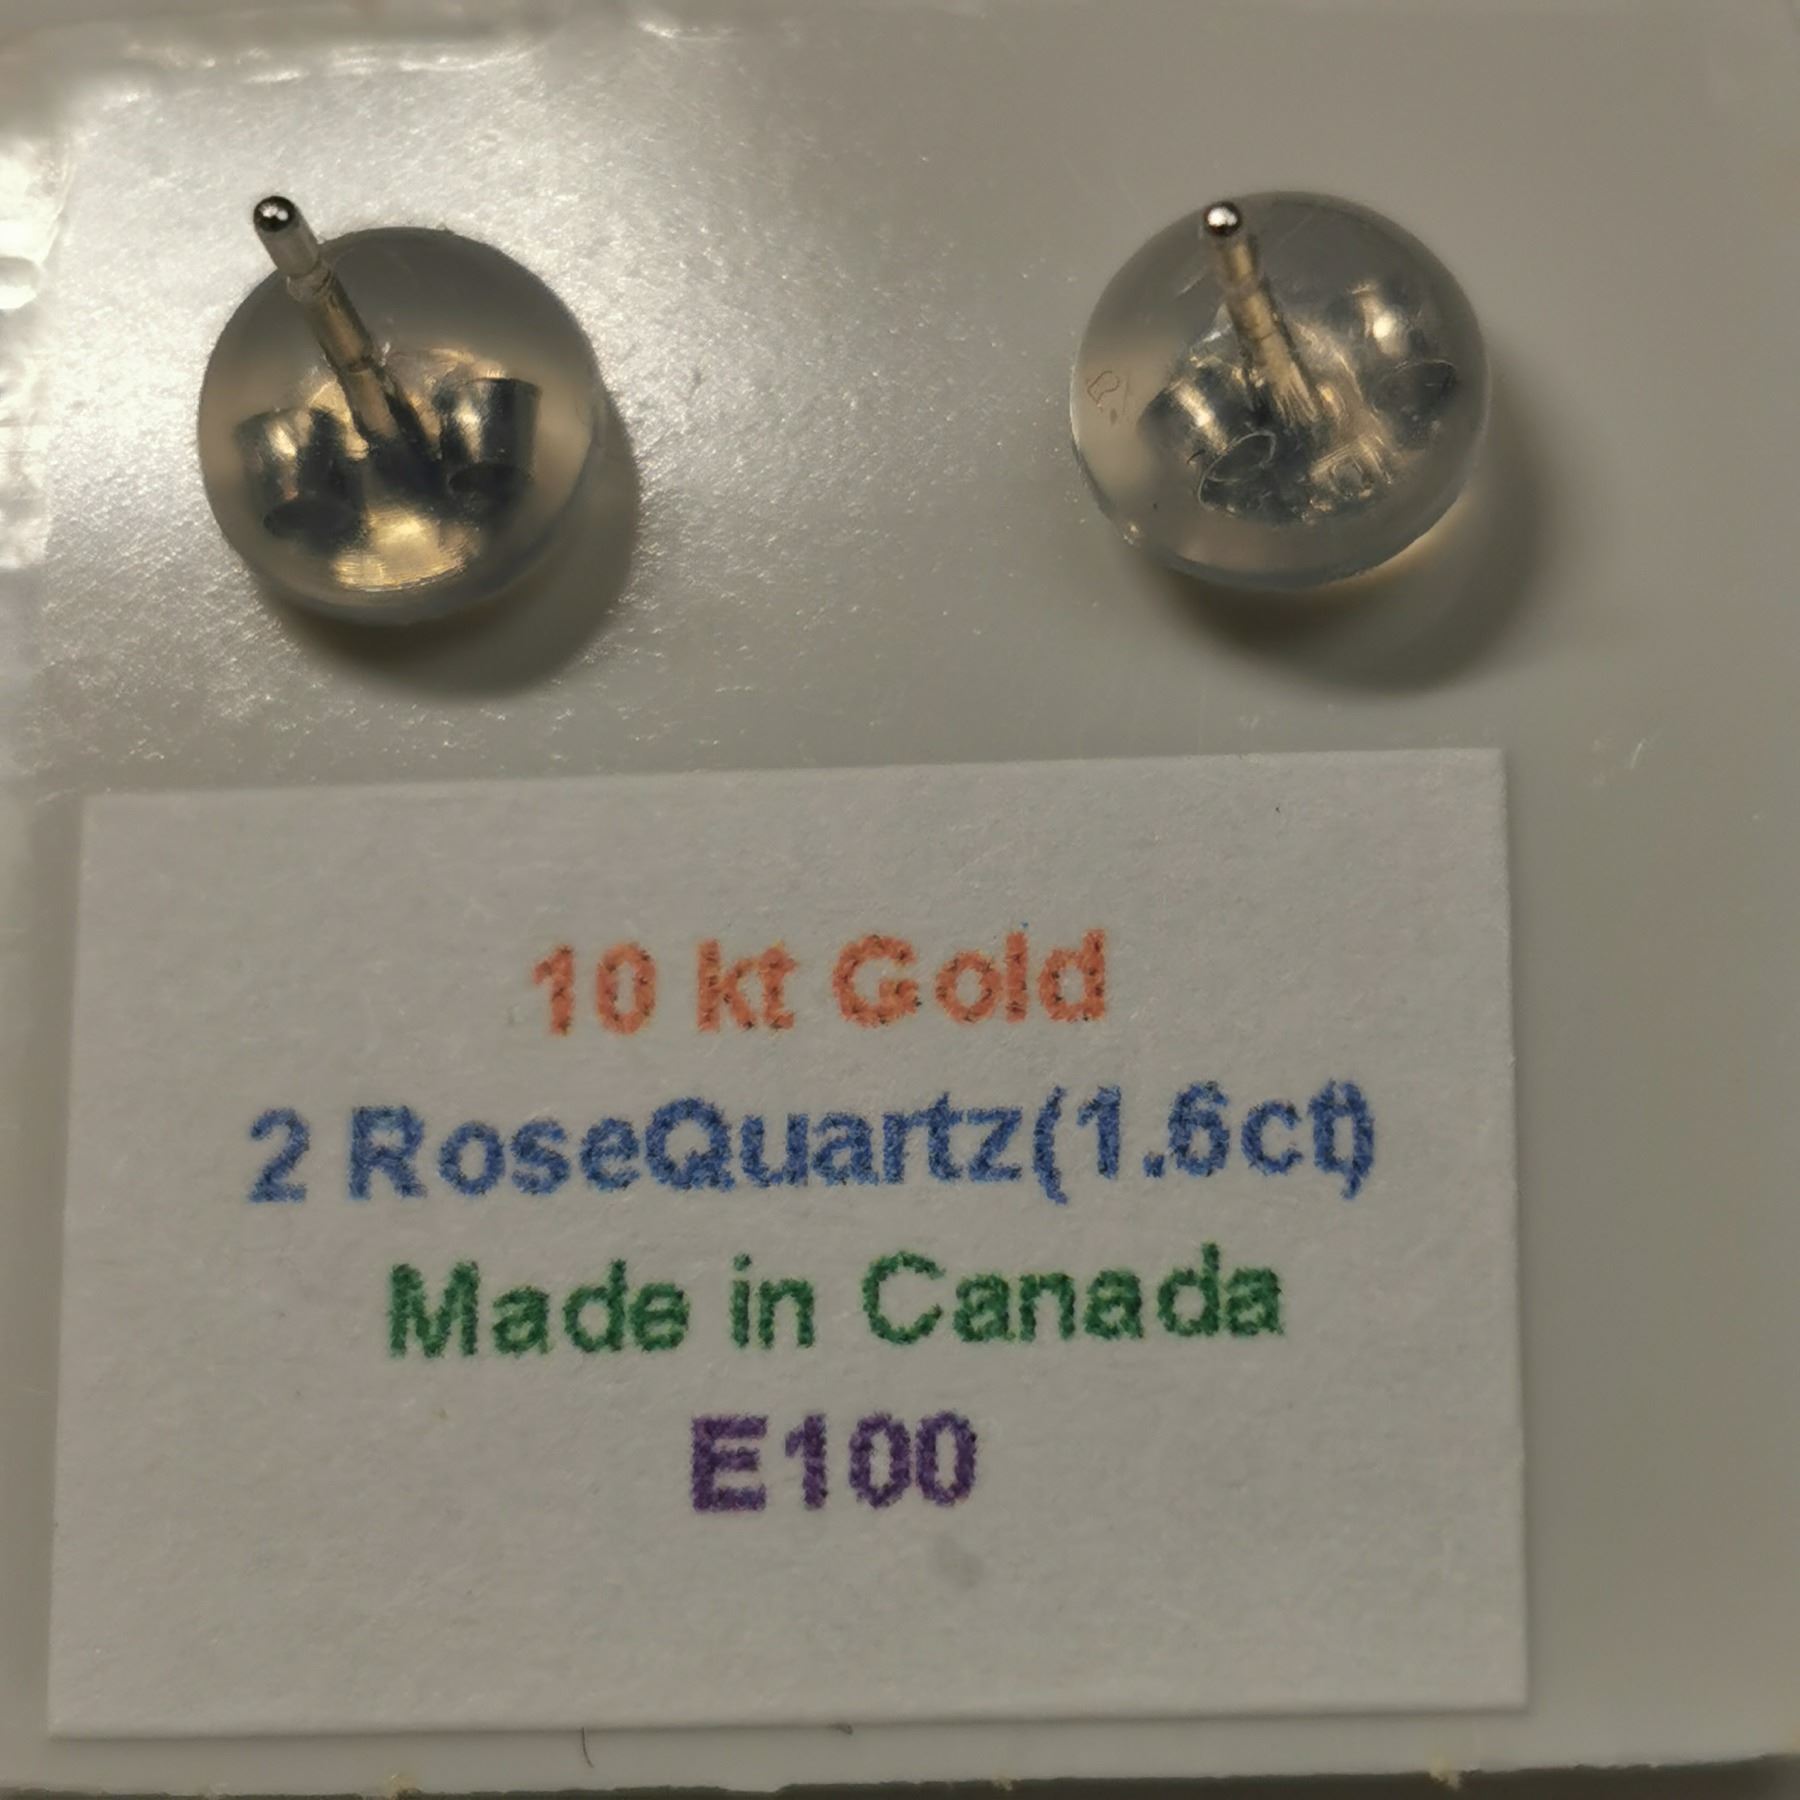 10 kt Gold
2 RoseQuartz(1.6ct)
Made in Canada
E100